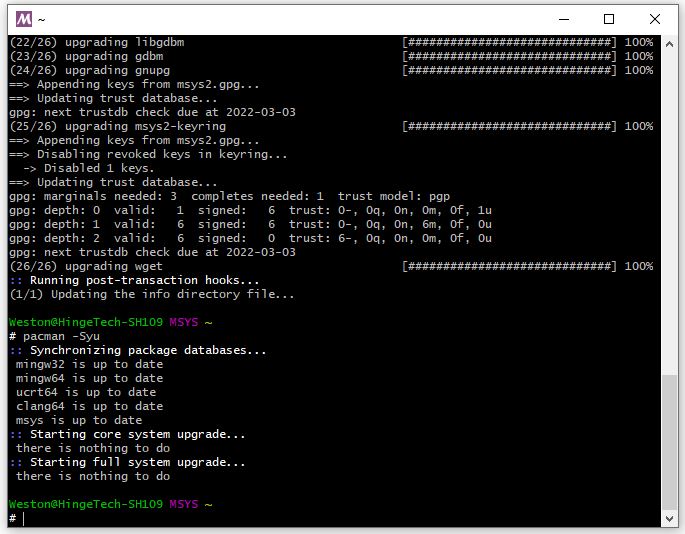 ~
(22/26) upgrading libgdbm [#############################] 100%
(23/26) upgrading gdbm [#############################] 100%
(24/26) upgrading gnupg [#############################] 100%
==> Appending keys from msys2.gpg...
==> Updating trust database...
gpg: next trustdb check due at 2022-03-03
(25/26) upgrading msys2-keyring [#############################] 100%
==> Appending keys from msys2.gpg...
==> Disabling revoked keys in keyring...
  -> Disabled 1 keys.
==> Updating trust database...
gpg: marginals needed: 3  completes needed: 1  trust model: pgp
gpg: depth: 0  valid:   1  signed:   6  trust: 0-, 0q, 0n, 0m, 0f, 1u
gpg: depth: 1  valid:   6  signed:   6  trust: 0-, 0q, 0n, 6m, 0f, 0u
gpg: depth: 2  valid:   6  signed:   0  trust: 6-, 0q, 0n, 0m, 0f, 0u
gpg: next trustdb check due at 2022-03-03
(26/26) upgrading wget [#############################] 100%
:: Running post-transaction hooks...
(1/1) Updating the info directory file...
Weston@HingeTech-SH109 MSYS ~
# pacman -Syu
:: Synchronizing package databases...
 mingw32 is up to date
 mingw64 is up to date
 ucrt64 is up to date
 clang64 is up to date
 msys is up to date
:: Starting core system upgrade...
 there is nothing to do
:: Starting full system upgrade...
 there is nothing to do
Weston@HingeTech-SH109 MSYS ~
#